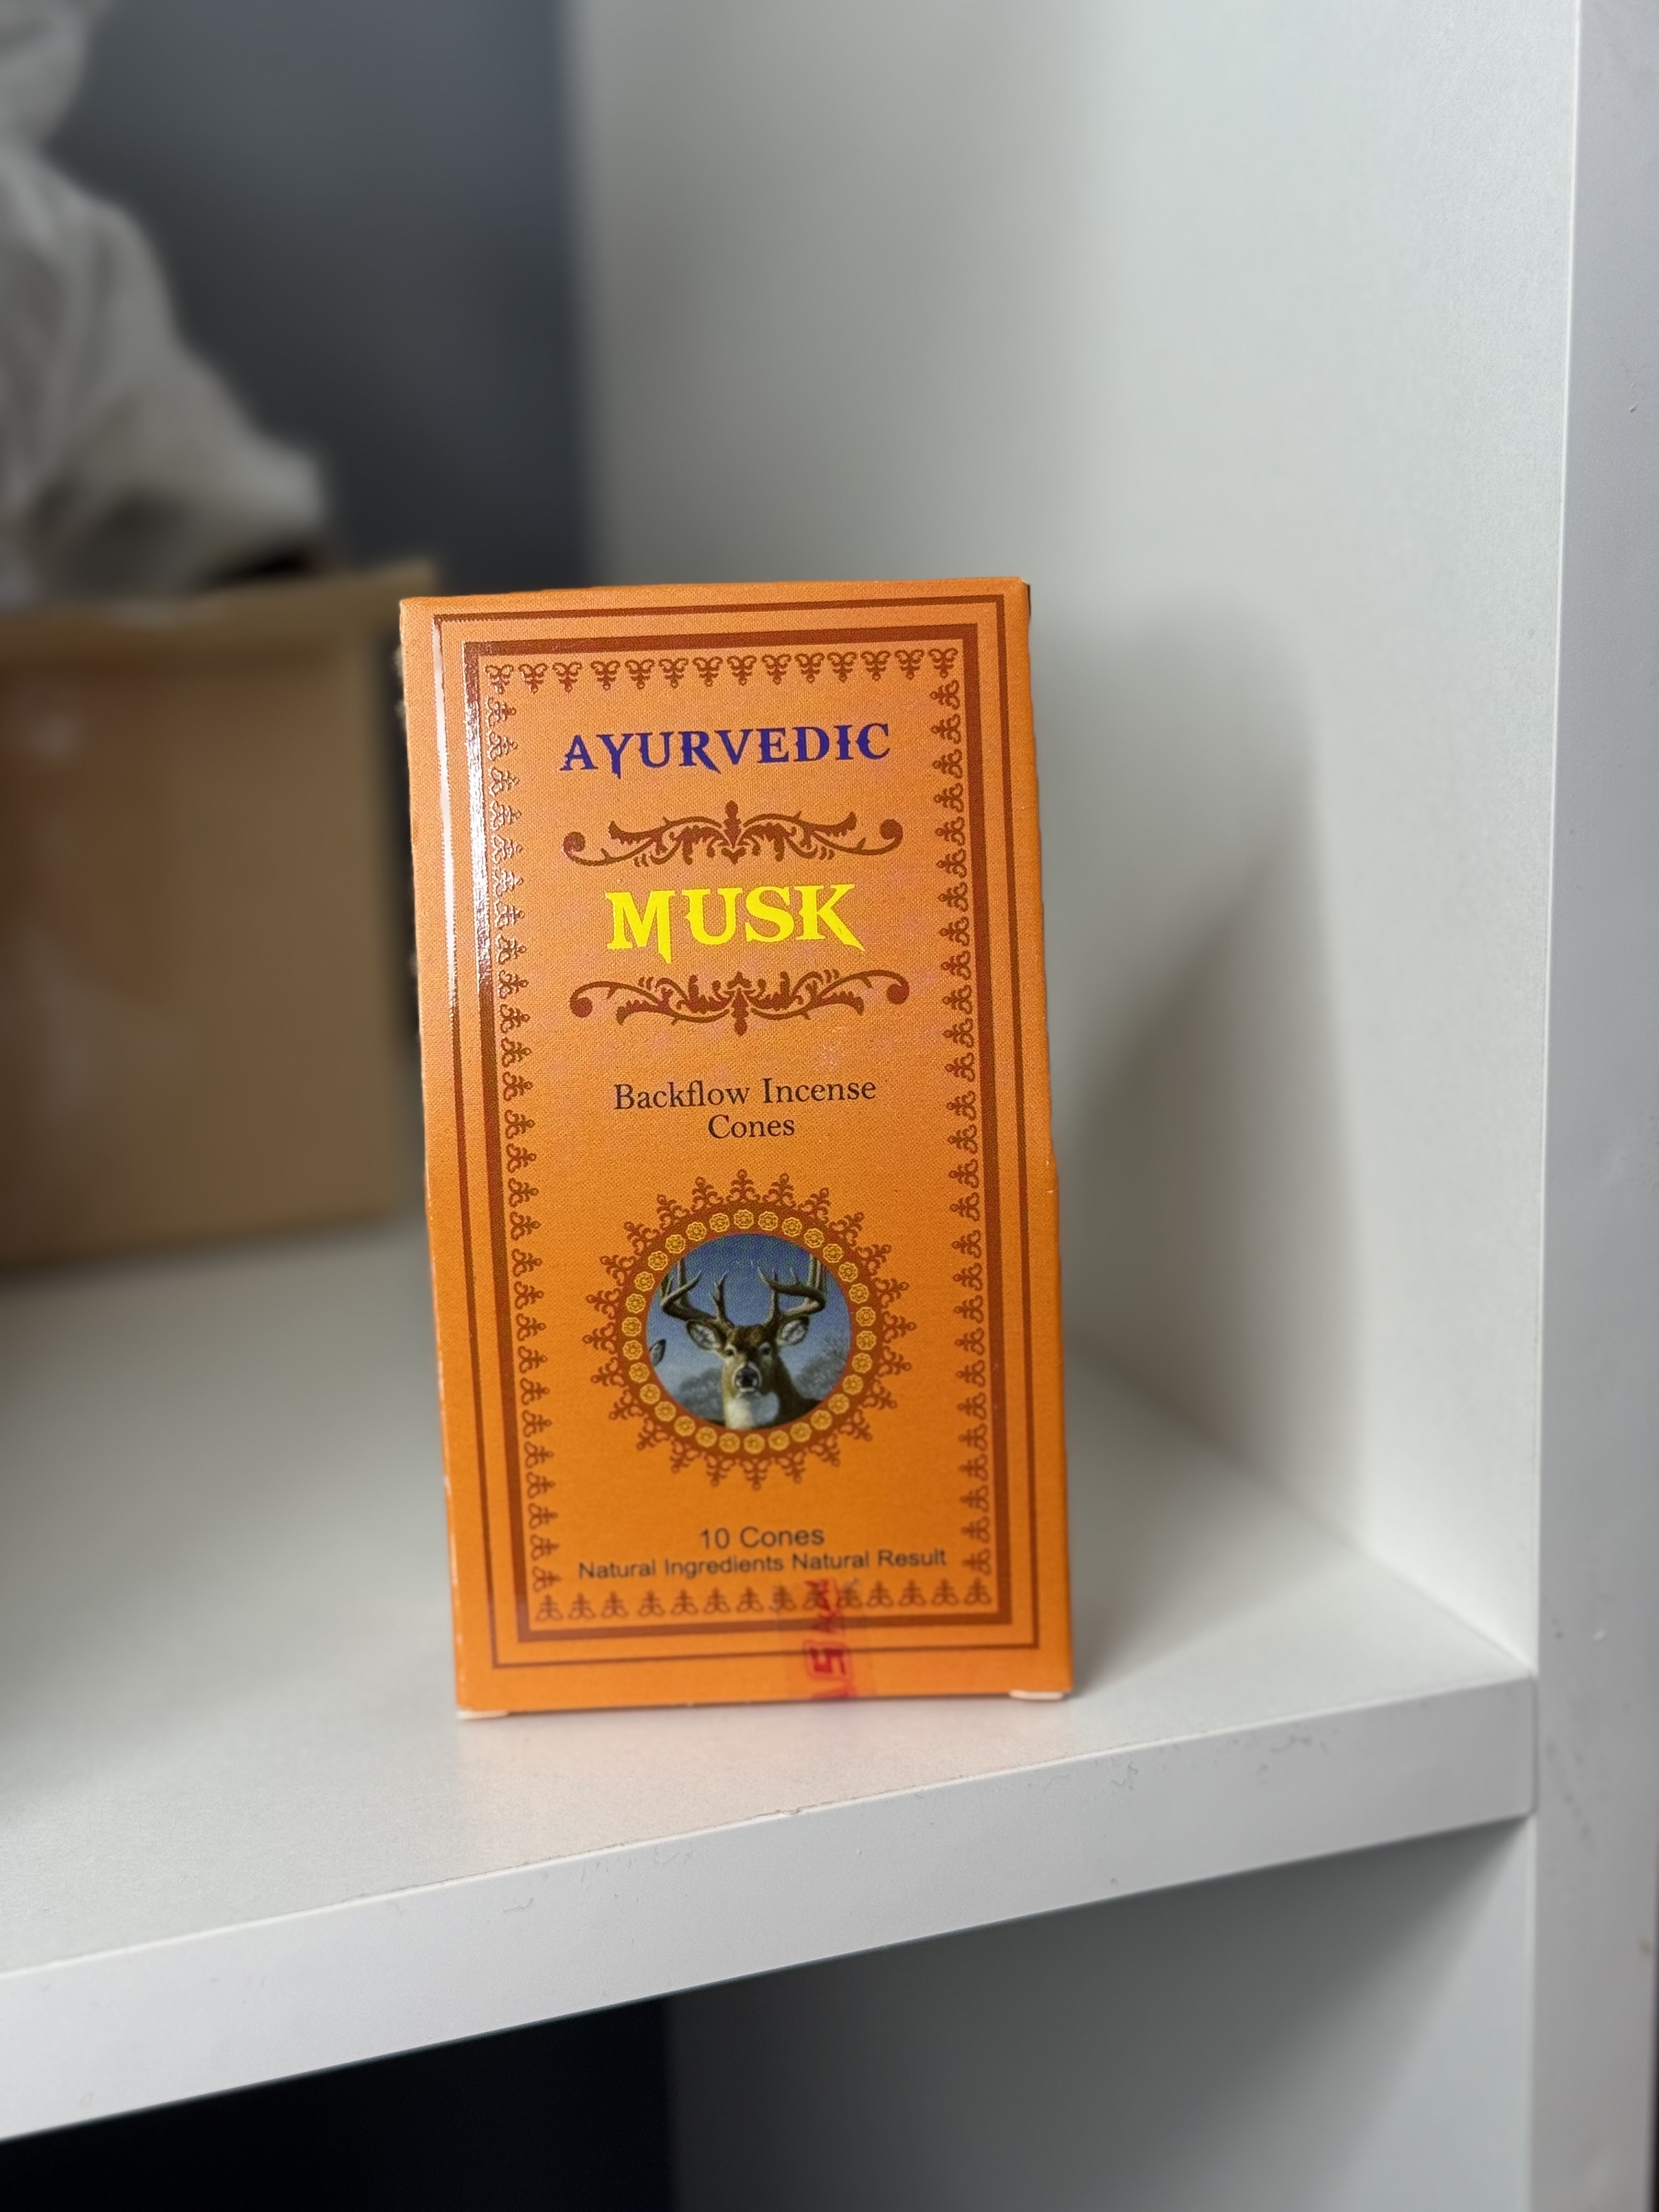 AYURVEDIC
MUSK
Backflow Incense
Cones
10 Cones
Natural Ingredients Natural Result